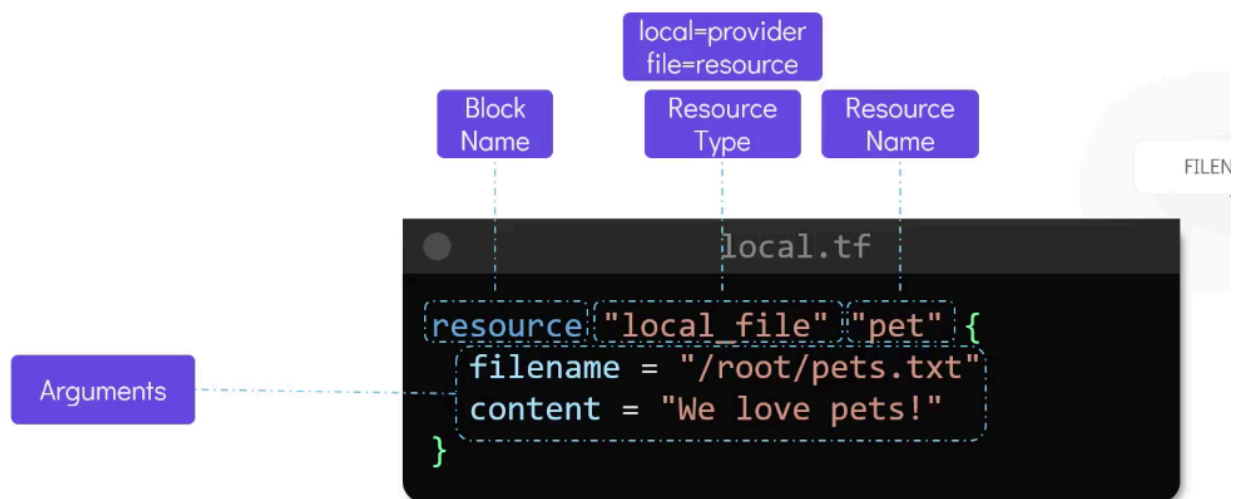 local=provider
file=resource
Block
Name
Resource
Type
Resource
Name
FILEN
local.tf
resource "local_file" "pet" {
filename = "/root/pets.txt"
content = "We love pets!"
}
Arguments